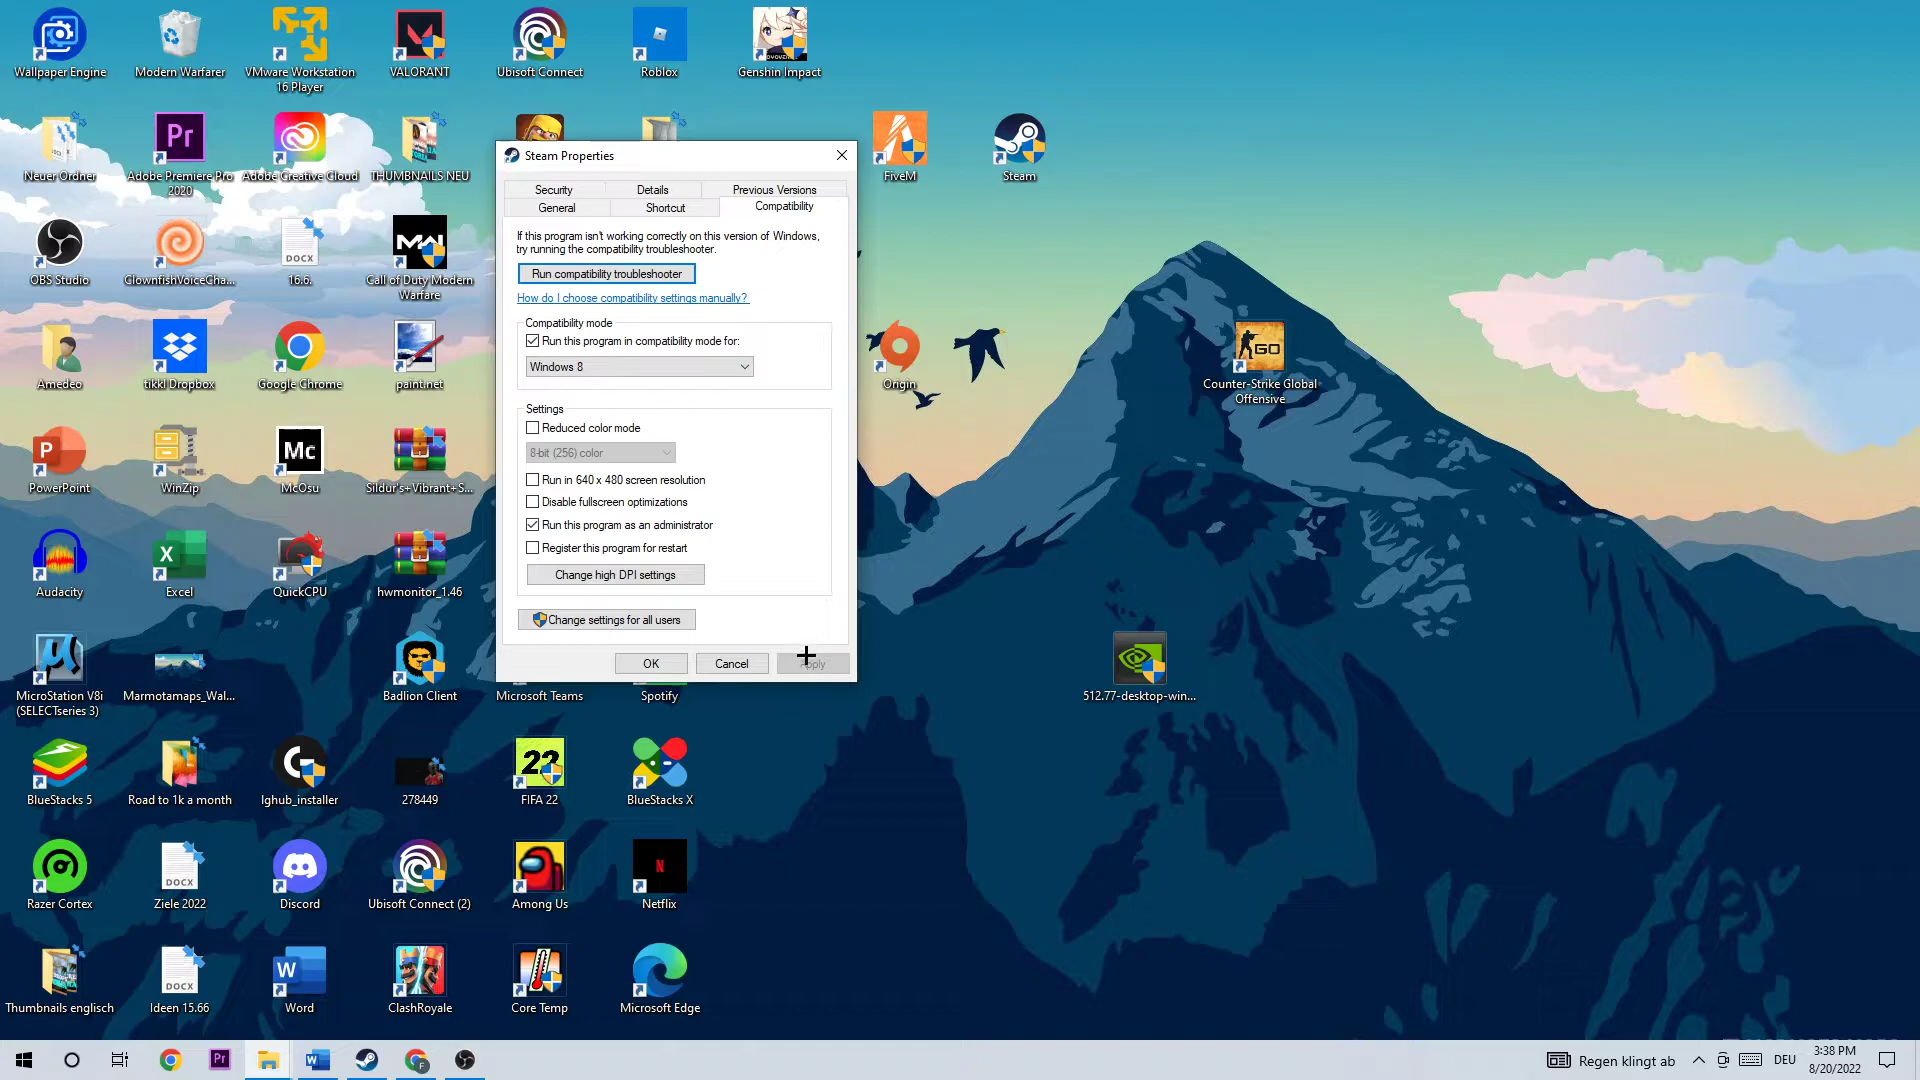 Wallpaper Engine
Modern Warfarer
VMware Workstation
16 Player
VALORANT
Ubisoft Connect
Roblox
Genshin Impact
Neuer Ordner
Adobe Premiere Pro
2020
Adobe Creative Cloud
THUMBNAILS NEU
FiveM
Steam
OBS Studio
ClownfishVoiceCha...
DOCX
16.6.
Call of Duty Modern
Warfare
Amedeo
tikkl Dropbox
Google Chrome
paint.net
Origin
GO
Counter-Strike Global
Offensive
PowerPoint
WinZip
Mc
McOsu
Sildur's+Vibrant+S...
Audacity
Excel
QuickCPU
hwmonitor_1.46
MicroStation V8i
(SELECTseries 3)
Marmotamaps_Wal...
Badlion Client
Microsoft Teams
Spotify
512.77-desktop-win...
BlueStacks 5
Road to 1k a month
lghub_installer
278449
22
FIFA 22
BlueStacks X
Razer Cortex
DOCX
Ziele 2022
Discord
Ubisoft Connect (2)
Among Us
Netflix
Thumbnails englisch
DOCX
Ideen 15.66
Word
ClashRoyale
Core Temp
Microsoft Edge
Steam Properties
Security
Details
Previous Versions
General
Shortcut
Compatibility
If this program isn't working correctly on this version of Windows,
try running the compatibility troubleshooter.
Run compatibility troubleshooter
How do I choose compatibility settings manually?
Compatibility mode
Run this program in compatibility mode for:
Windows 8
Settings
Reduced color mode
8-bit (256) color
Run in 640 x 480 screen resolution
Disable fullscreen optimizations
Run this program as an administrator
Register this program for restart
Change high DPI settings
Change settings for all users
OK
Cancel
Apply
Regen klingt ab
DEU
3:38 PM
8/20/2022